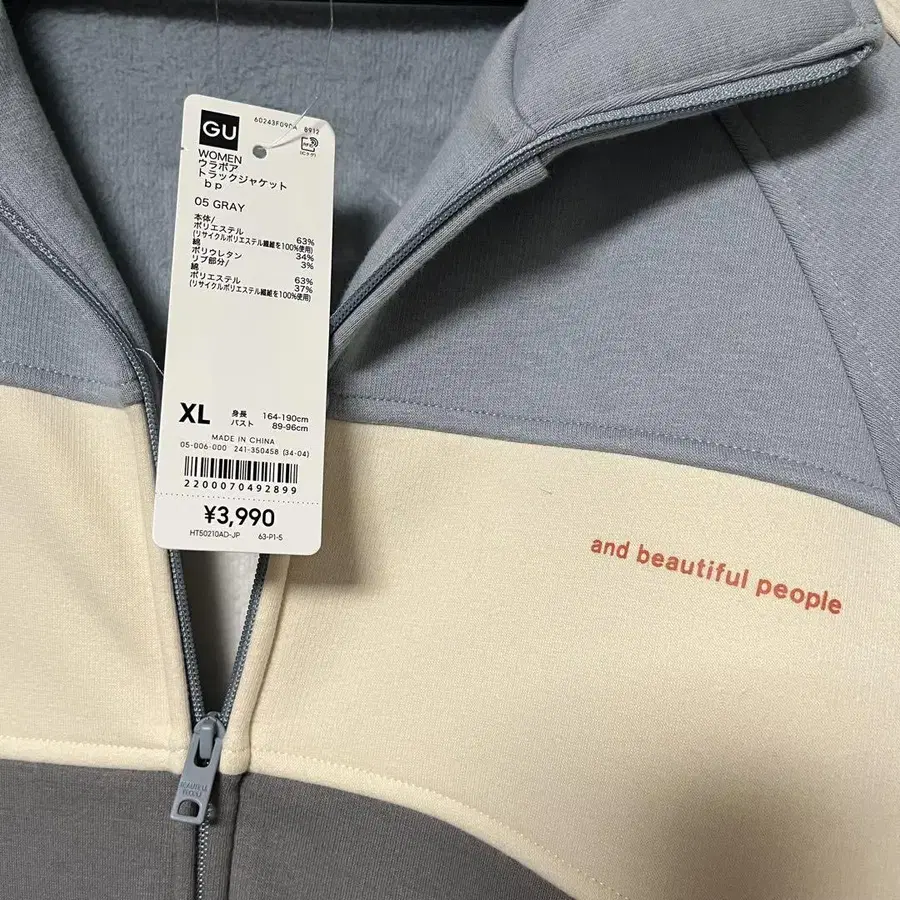 GU
60243F090A 8912
WOMEN
ウラボア
トラックジャケット
bp
05 GRAY
本体/
ポリエステル 63%
(リサイクルポリエステル繊維を100%使用)
綿 34%
ポリウレタン 3%
リブ部分/
綿 63%
ポリエステル 37%
(リサイクルポリエステル繊維を100%使用)
XL
身長 164-190cm
バスト 89-96cm
MADE IN CHINA
05-006-000 241-350458 (34-04)
2200070492899
¥3,990
HT50210AD-JP 63-P1-5
and beautiful people